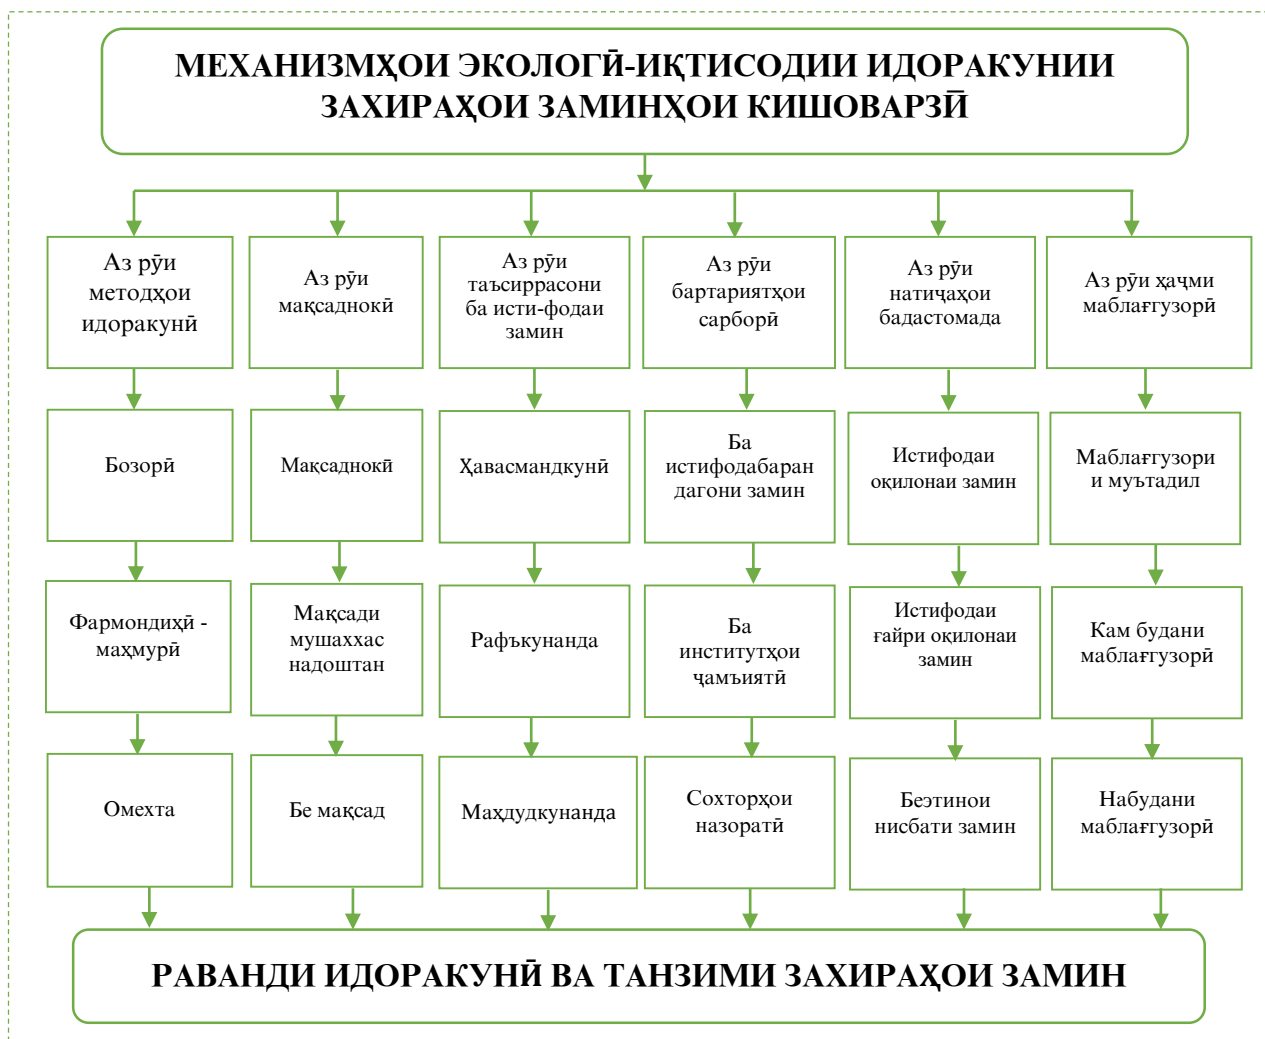 МЕХАНИЗМҲОИ ЭКОЛОГӢ-ИҚТИСОДИИ ИДОРАКУНИИ
ЗАХИРАҲОИ ЗАМИНҲОИ КИШОВАРЗӢ
Аз рӯи
методҳои
идоракунӣ
Аз рӯи
мақсаднокӣ
Аз рӯи
таъсиррасони
ба исти-фодаи
замин
Аз рӯи
бартариятҳои
сарборӣ
Аз рӯи
натиҷаҳои
бадастомада
Аз рӯи ҳаҷми
маблағгузорӣ
Бозорӣ
Мақсаднокӣ
Ҳавасмандкунӣ
Ба
истифодабаран
дагони замин
Истифодаи
оқилонаи замин
Маблағгузори
и муътадил
Фармондиҳӣ -
маҳмурӣ
Мақсади
мушаххас
надоштан
Рафъкунанда
Ба
институтҳои
ҷамъиятӣ
Истифодаи
ғайри оқилонаи
замин
Кам будани
маблағгузорӣ
Омехта
Бе мақсад
Маҳдудкунанда
Сохторҳои
назоратӣ
Беэтинои
нисбати замин
Набудани
маблағгузорӣ
РАВАНДИ ИДОРАКУНӢ ВА ТАНЗИМИ ЗАХИРАҲОИ ЗАМИН